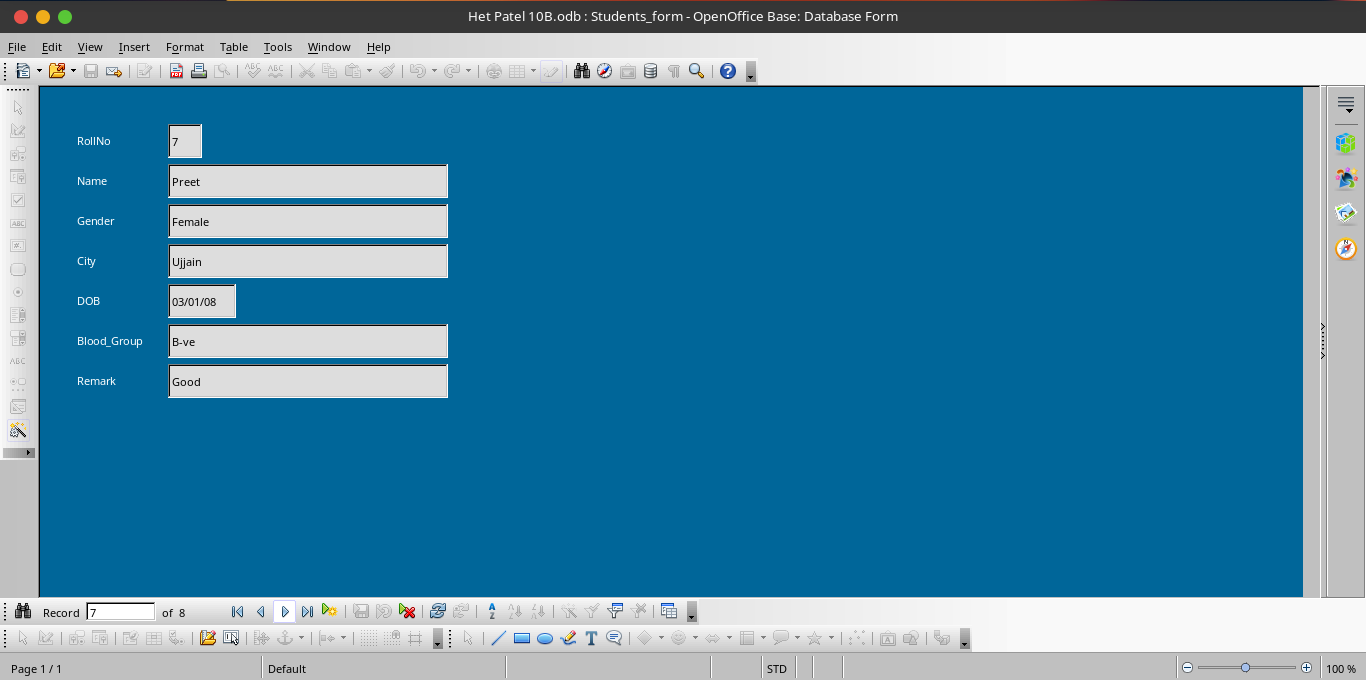 Het Patel 10B.odb : Students_form - OpenOffice Base: Database Form
File Edit View Insert Format Table Tools Window Help
RollNo 7
Name Preet
Gender Female
City Ujjain
DOB 03/01/08
Blood_Group B-ve
Remark Good
Record 7 of 8
Page 1 / 1 Default STD 100 %